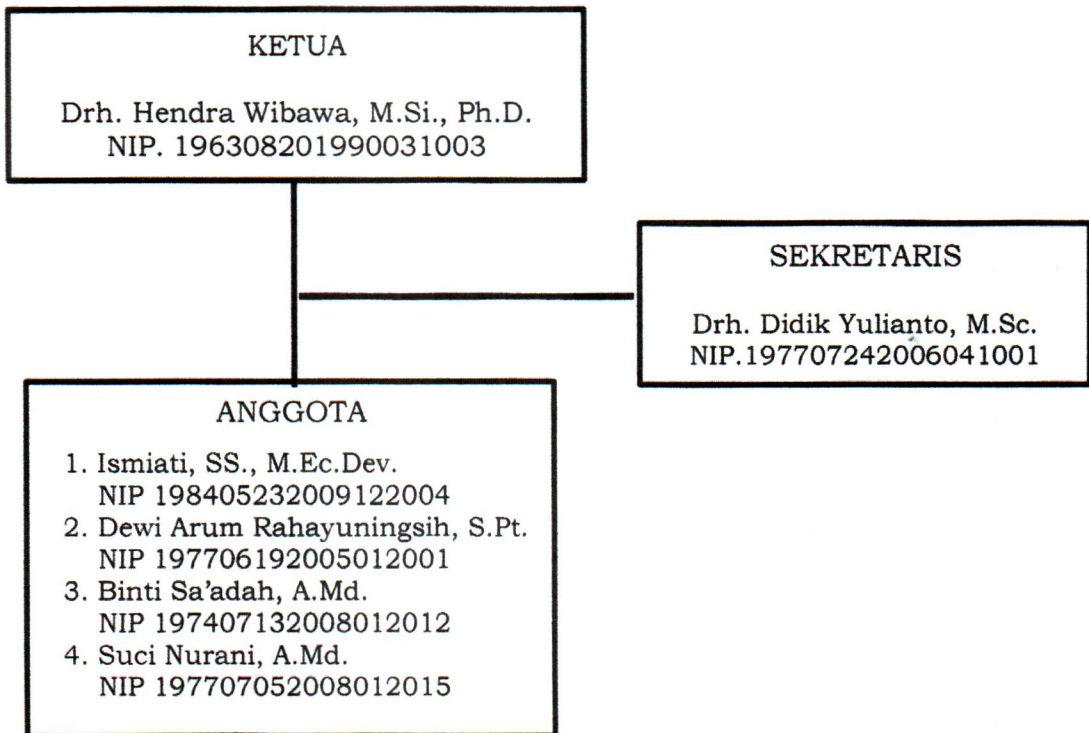 KETUA
Drh. Hendra Wibawa, M.Si., Ph.D.
NIP. 196308201990031003
SEKRETARIS
Drh. Didik Yulianto, M.Sc.
NIP.197707242006041001
ANGGOTA
1. Ismiati, SS., M.Ec.Dev.
NIP 198405232009122004
2. Dewi Arum Rahayuningsih, S.Pt.
NIP 197706192005012001
3. Binti Sa'adah, A.Md.
NIP 197407132008012012
4. Suci Nurani, A.Md.
NIP 197707052008012015